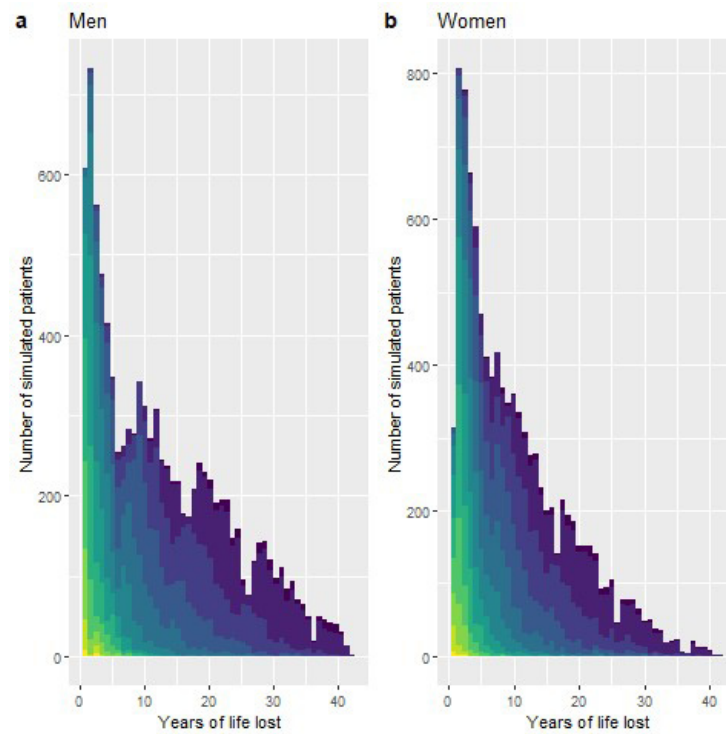 a Men
b Women
Number of simulated patients
600
400
200
0
0 10 20 30 40
Years of life lost
Number of simulated patients
800
600
400
200
0
0 10 20 30 40
Years of life lost